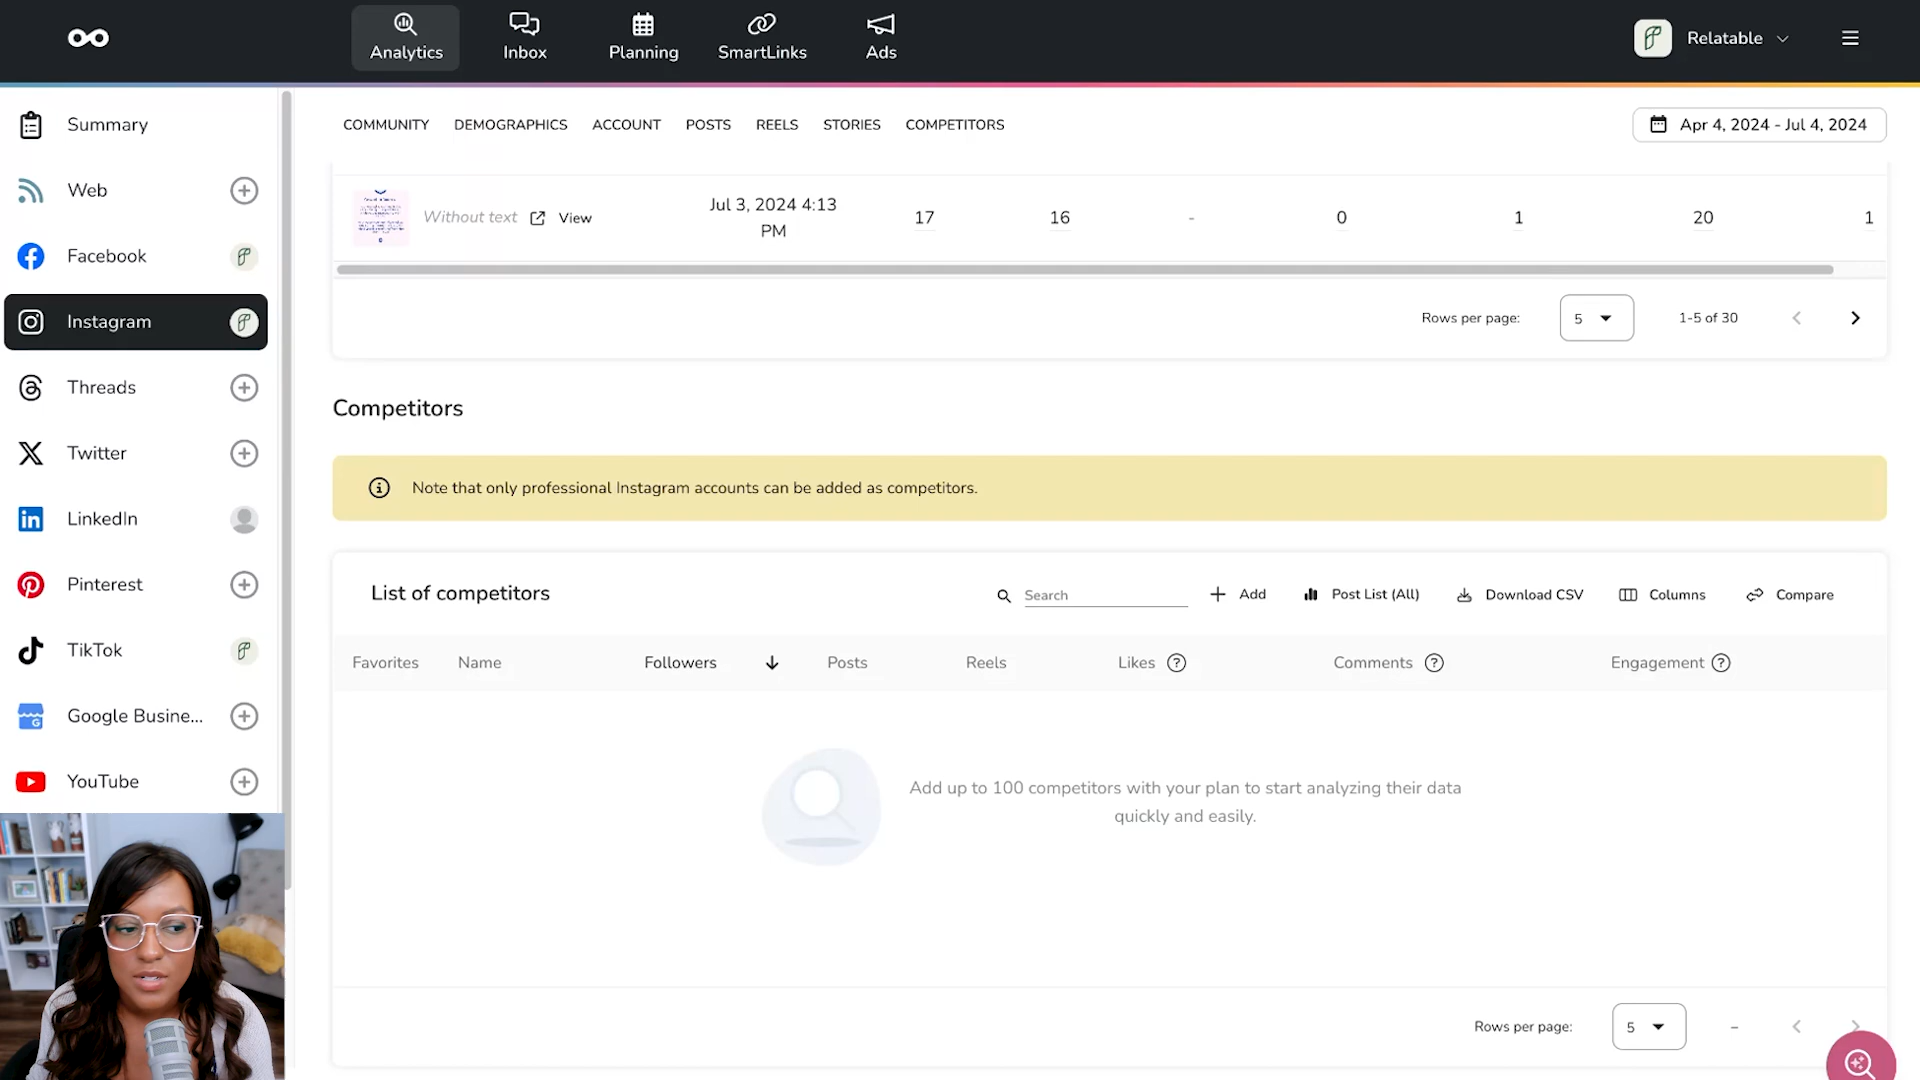 Analytics
Inbox
Planning
SmartLinks
Ads
Relatable
Summary
Web
Facebook
Instagram
Threads
Twitter
LinkedIn
Pinterest
TikTok
Google Busine...
YouTube
COMMUNITY DEMOGRAPHICS ACCOUNT POSTS REELS STORIES COMPETITORS
Apr 4, 2024 - Jul 4, 2024
Without text View
Jul 3, 2024 4:13
PM
17 16 - 0 1 20 1
Rows per page: 5 1-5 of 30
Competitors
Note that only professional Instagram accounts can be added as competitors.
List of competitors
Search
Add
Post List (All)
Download CSV
Columns
Compare
Favorites Name Followers Posts Reels Likes Comments Engagement
Add up to 100 competitors with your plan to start analyzing their data
quickly and easily.
Rows per page: 5 –